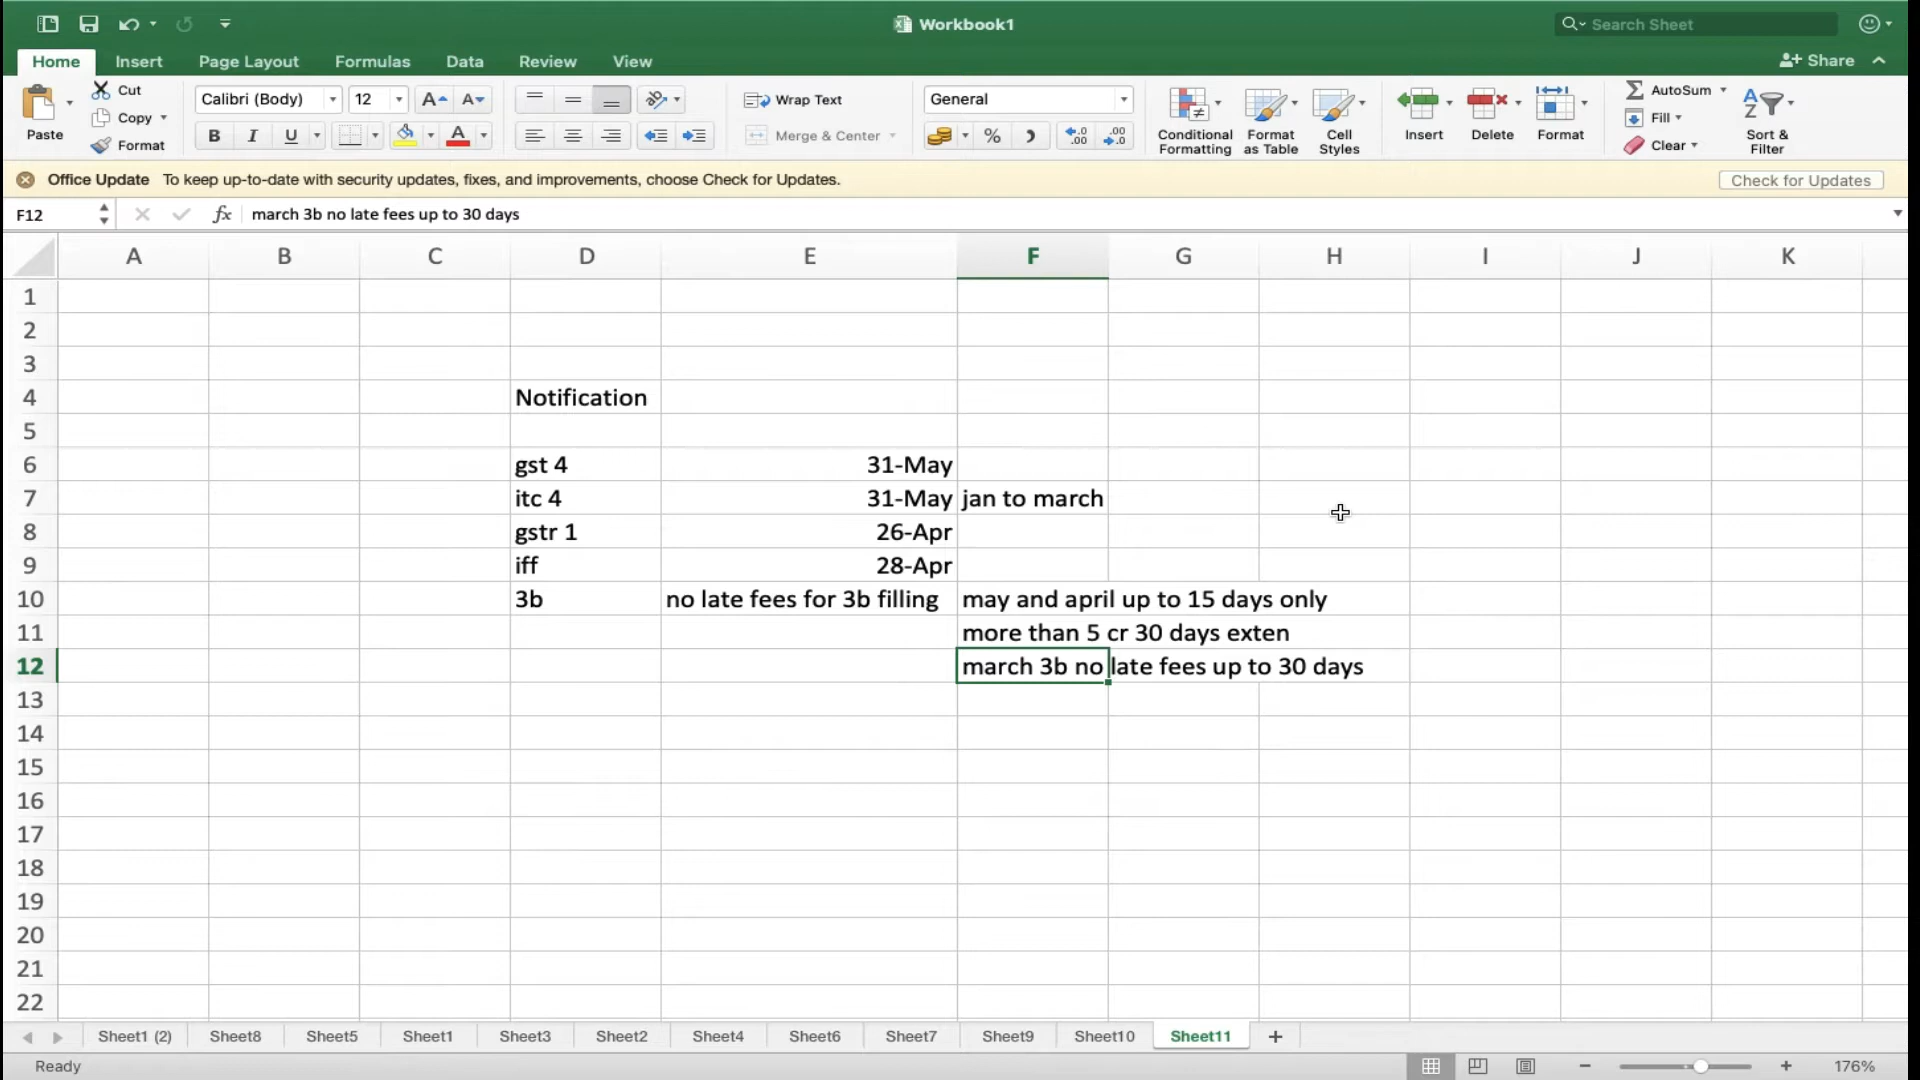 Workbook1
Search Sheet
Home Insert Page Layout Formulas Data Review View
Share
Paste
Cut
Copy
Format
Calibri (Body) 12
A A
B I U A
Wrap Text
Merge & Center
General
%
Conditional Formatting
Format as Table
Cell Styles
Insert
Delete
Format
AutoSum
Fill
Clear
Sort & Filter
Office Update To keep up-to-date with security updates, fixes, and improvements, choose Check for Updates.
Check for Updates
F12 fx march 3b no late fees up to 30 days
A B C D E F G H I J K
1
2
3
4 Notification
5
6 gst 4 31-May
7 itc 4 31-May jan to march
8 gstr 1 26-Apr
9 iff 28-Apr
10 3b no late fees for 3b filling may and april up to 15 days only
11 more than 5 cr 30 days exten
12 march 3b no late fees up to 30 days
13
14
15
16
17
18
19
20
21
22
Sheet1 (2) Sheet8 Sheet5 Sheet1 Sheet3 Sheet2 Sheet4 Sheet6 Sheet7 Sheet9 Sheet10 Sheet11 +
Ready
176%